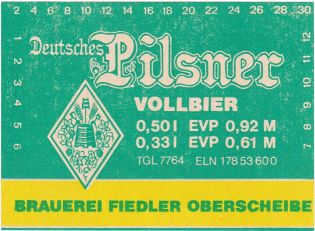 2 4 6 8 10 12 14 16 18 20 22 24 26 28 30
Deutsches Pilsner
VOLLBIER
0,50 l EVP 0,92 M
0,33 l EVP 0,61 M
TGL 7764 ELN 178 53 600
BRAUEREI FIEDLER OBERSCHEIBE
1 2 3 4 5 6
7 8 9 10 11 12